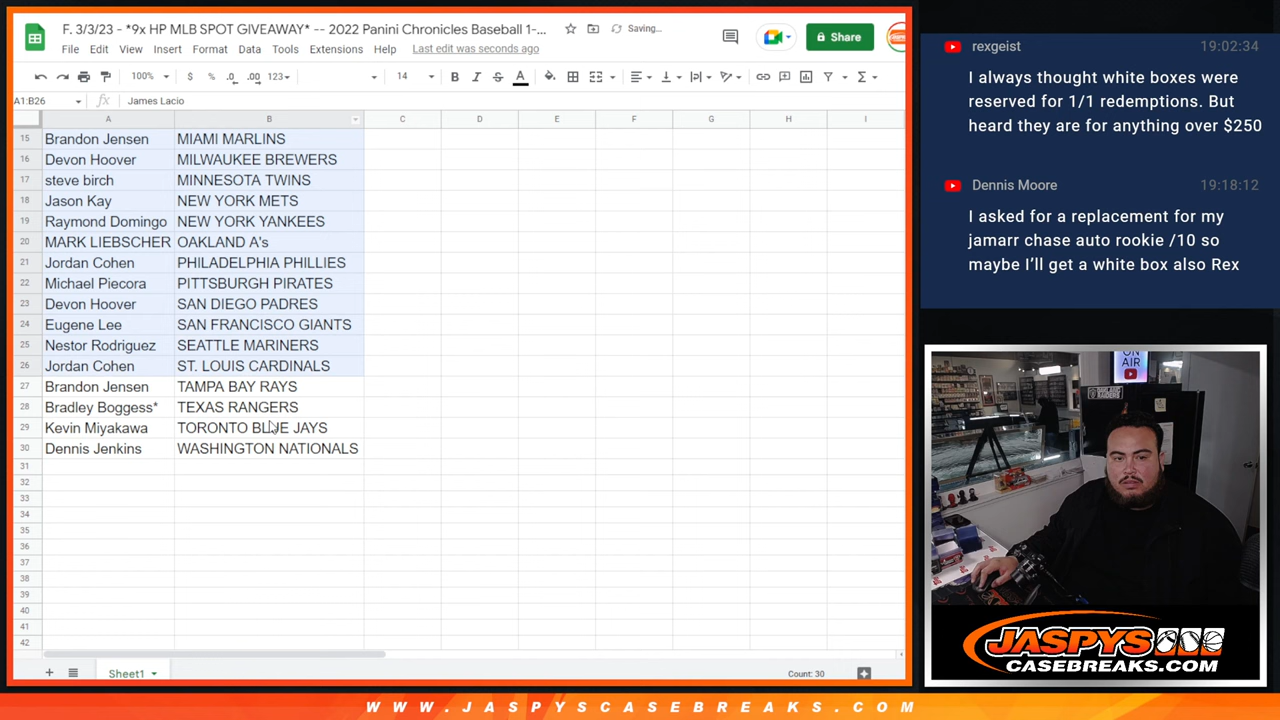 F. 3/3/23 - *9x HP MLB SPOT GIVEAWAY* -- 2022 Panini Chronicles Baseball 1-...
Saving...
Share
File Edit View Insert Format Data Tools Extensions Help Last edit was seconds ago
100% $ % .0 .00 123 14 B I S A
A1:B26 fx James Lacio
A B C D E F G H I
15 Brandon Jensen MIAMI MARLINS
16 Devon Hoover MILWAUKEE BREWERS
17 steve birch MINNESOTA TWINS
18 Jason Kay NEW YORK METS
19 Raymond Domingo NEW YORK YANKEES
20 MARK LIEBSCHER OAKLAND A's
21 Jordan Cohen PHILADELPHIA PHILLIES
22 Michael Piecora PITTSBURGH PIRATES
23 Devon Hoover SAN DIEGO PADRES
24 Eugene Lee SAN FRANCISCO GIANTS
25 Nestor Rodriguez SEATTLE MARINERS
26 Jordan Cohen ST. LOUIS CARDINALS
27 Brandon Jensen TAMPA BAY RAYS
28 Bradley Boggess* TEXAS RANGERS
29 Kevin Miyakawa TORONTO BLUE JAYS
30 Dennis Jenkins WASHINGTON NATIONALS
31
32
33
34
35
36
37
38
39
40
41
42
Sheet1
Count: 30
rexgeist 19:02:34
I always thought white boxes were
reserved for 1/1 redemptions. But
heard they are for anything over $250
Dennis Moore 19:18:12
I asked for a replacement for my
jamarr chase auto rookie /10 so
maybe I'll get a white box also Rex
ON
AIR
JASPYS
CASEBREAKS.COM
WWW.JASPYSCASEBREAKS.COM